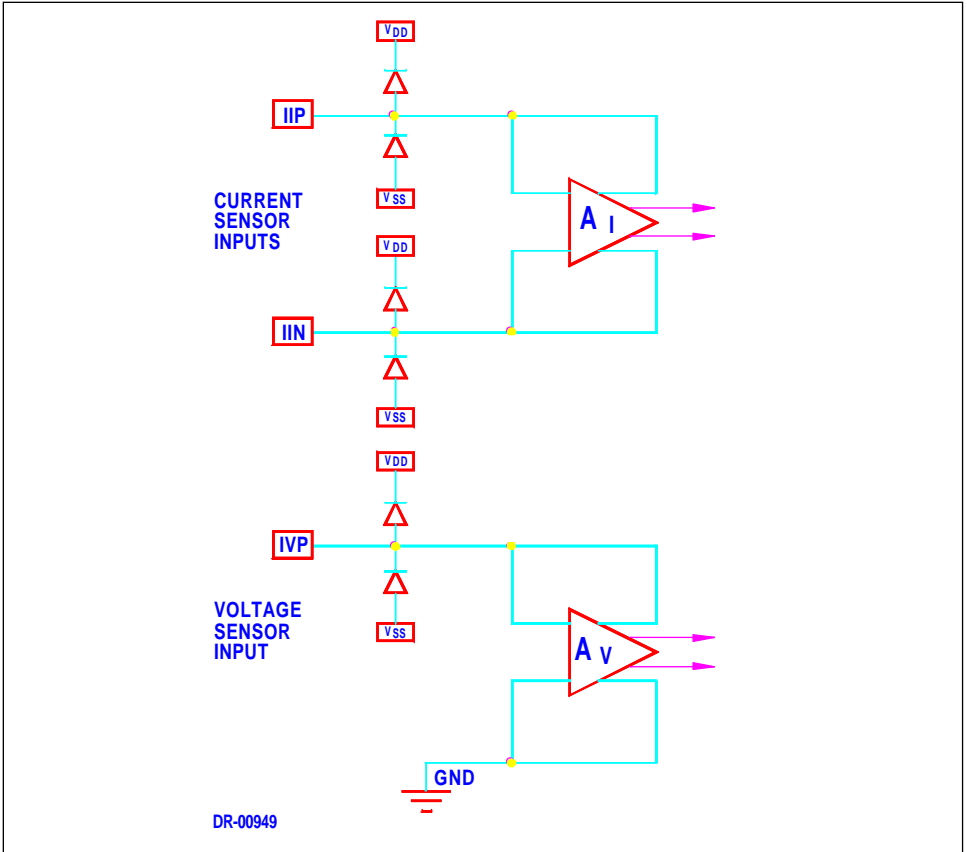 VDD
IIP
CURRENT
SENSOR
INPUTS
VSS
A I
VDD
IIN
VSS
VDD
IVP
VOLTAGE
SENSOR
INPUT
VSS
A V
GND
DR-00949